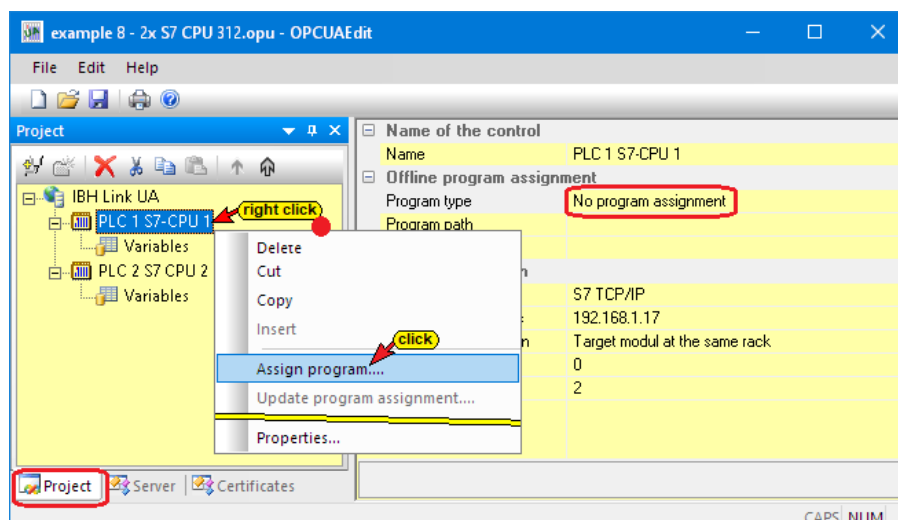 example 8 - 2x S7 CPU 312.opu - OPCUAEdit
File Edit Help
Project
IBH Link UA
PLC 1 S7-CPU 1
Variables
PLC 2 S7 CPU 2
Variables
right click
Delete
Cut
Copy
Insert
click
Assign program....
Update program assignment....
Properties...
Name of the control
Name PLC 1 S7-CPU 1
Offline program assignment
Program type No program assignment
Program path
S7 TCP/IP
192.168.1.17
Target modul at the same rack
0
2
Project Server Certificates
CAPS NUM